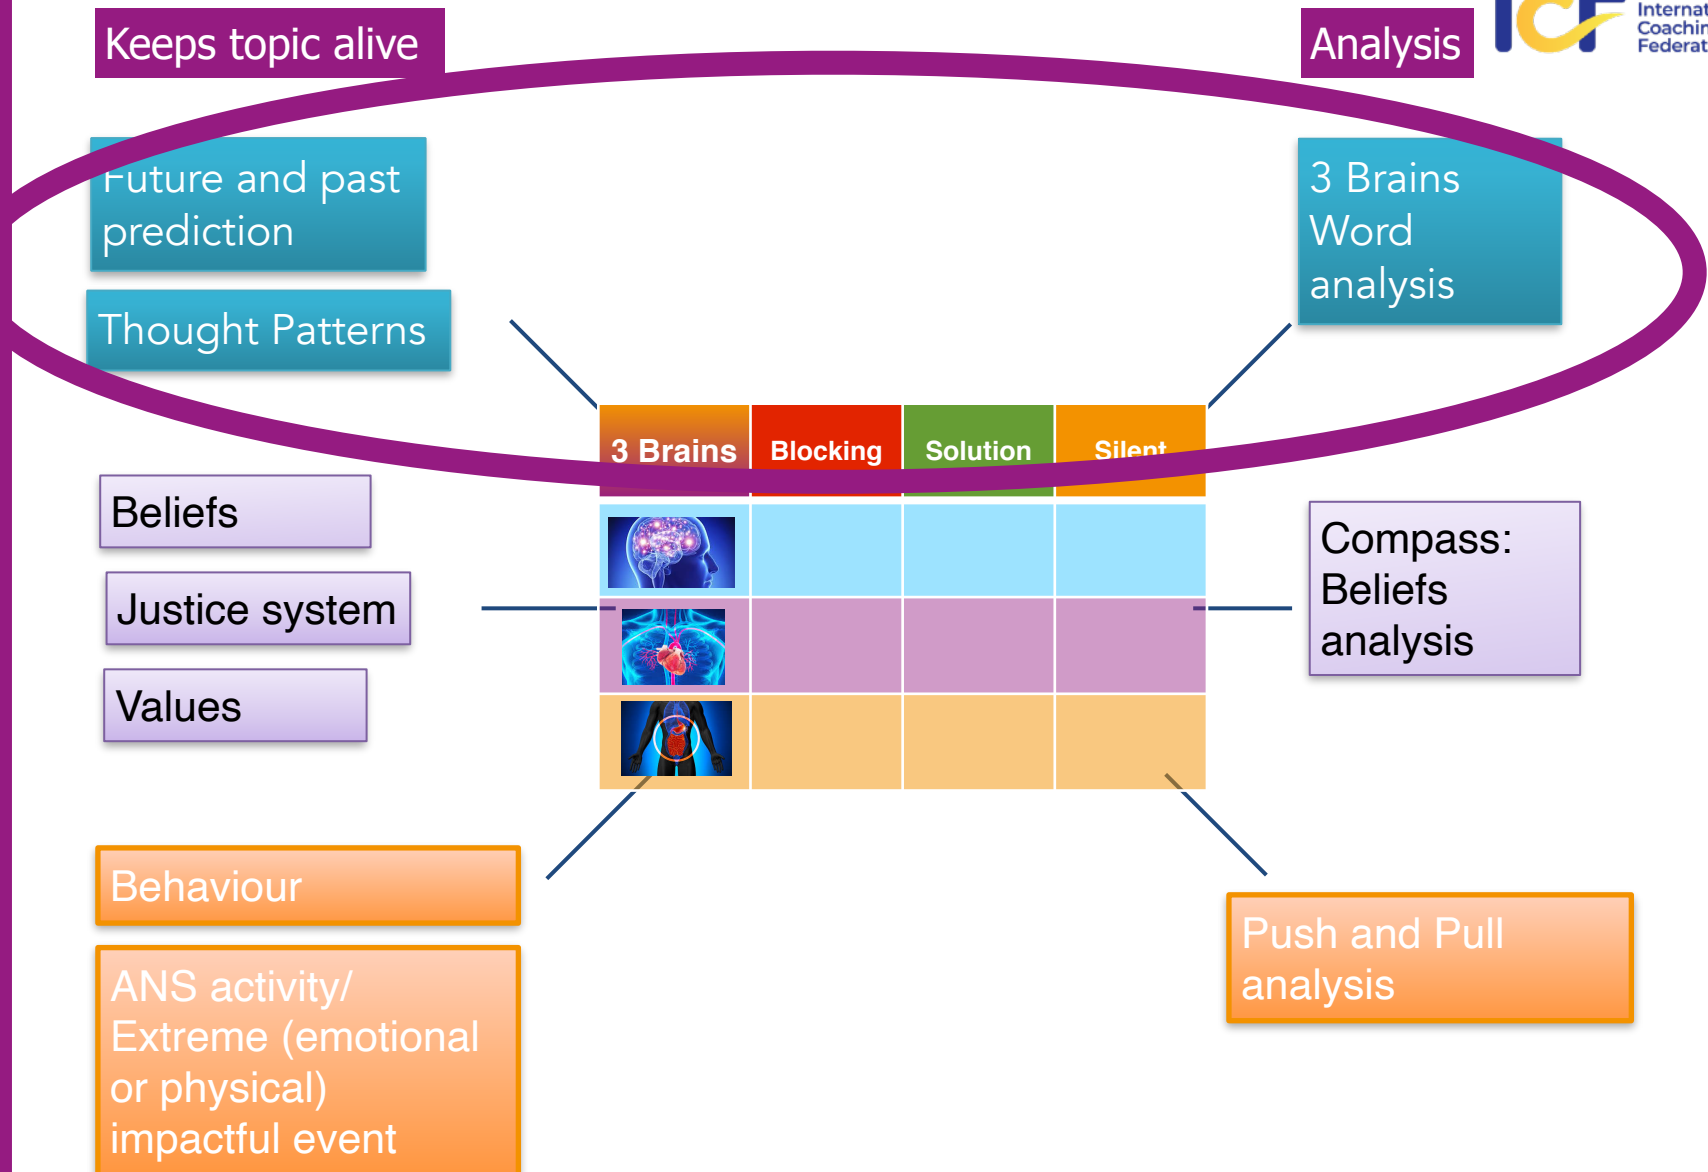 Keeps topic alive
Analysis
Future and past
prediction
Thought Patterns
3 Brains
Word
analysis
3 Brains
Blocking
Solution
Silent
Beliefs
Justice system
Values
Compass:
Beliefs
analysis
Behaviour
ANS activity/
Extreme (emotional
or physical)
impactful event
Push and Pull
analysis